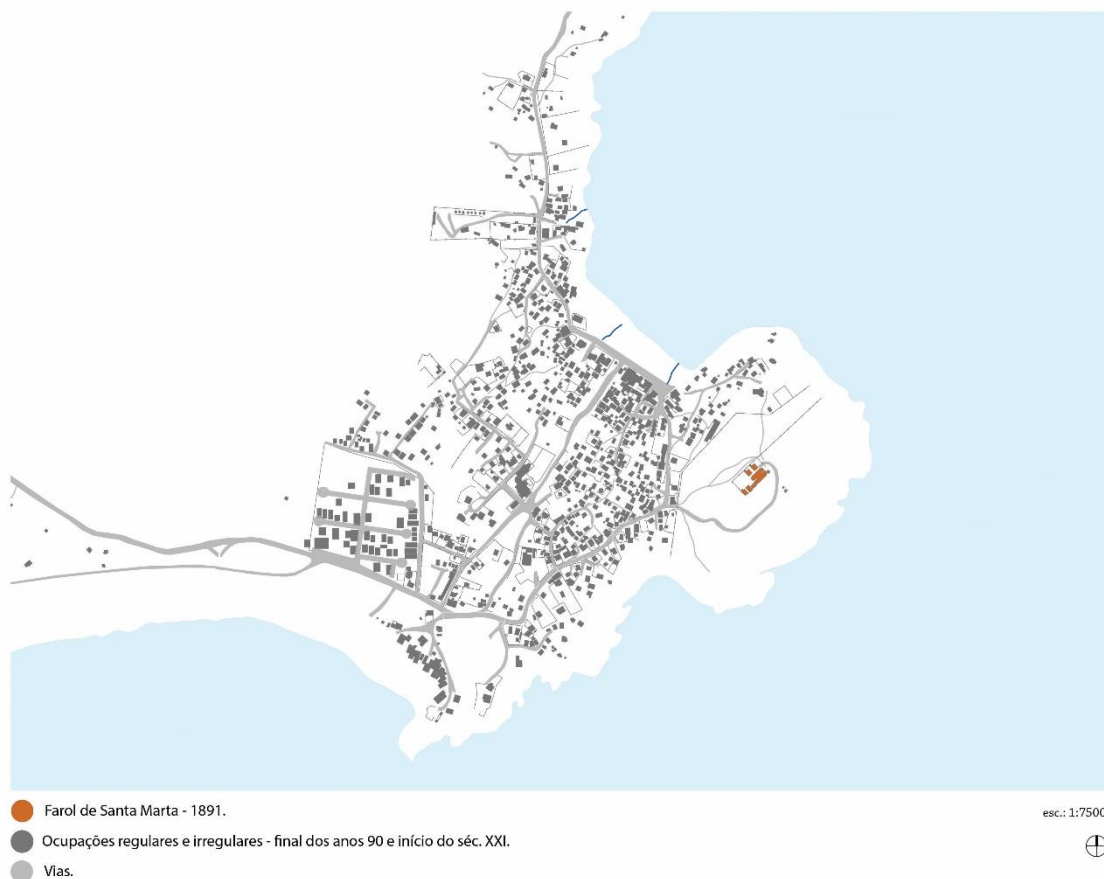 Farol de Santa Marta - 1891.
esc.: 1:7500
Ocupações regulares e irregulares - final dos anos 90 e início do séc. XXI.
Vias.